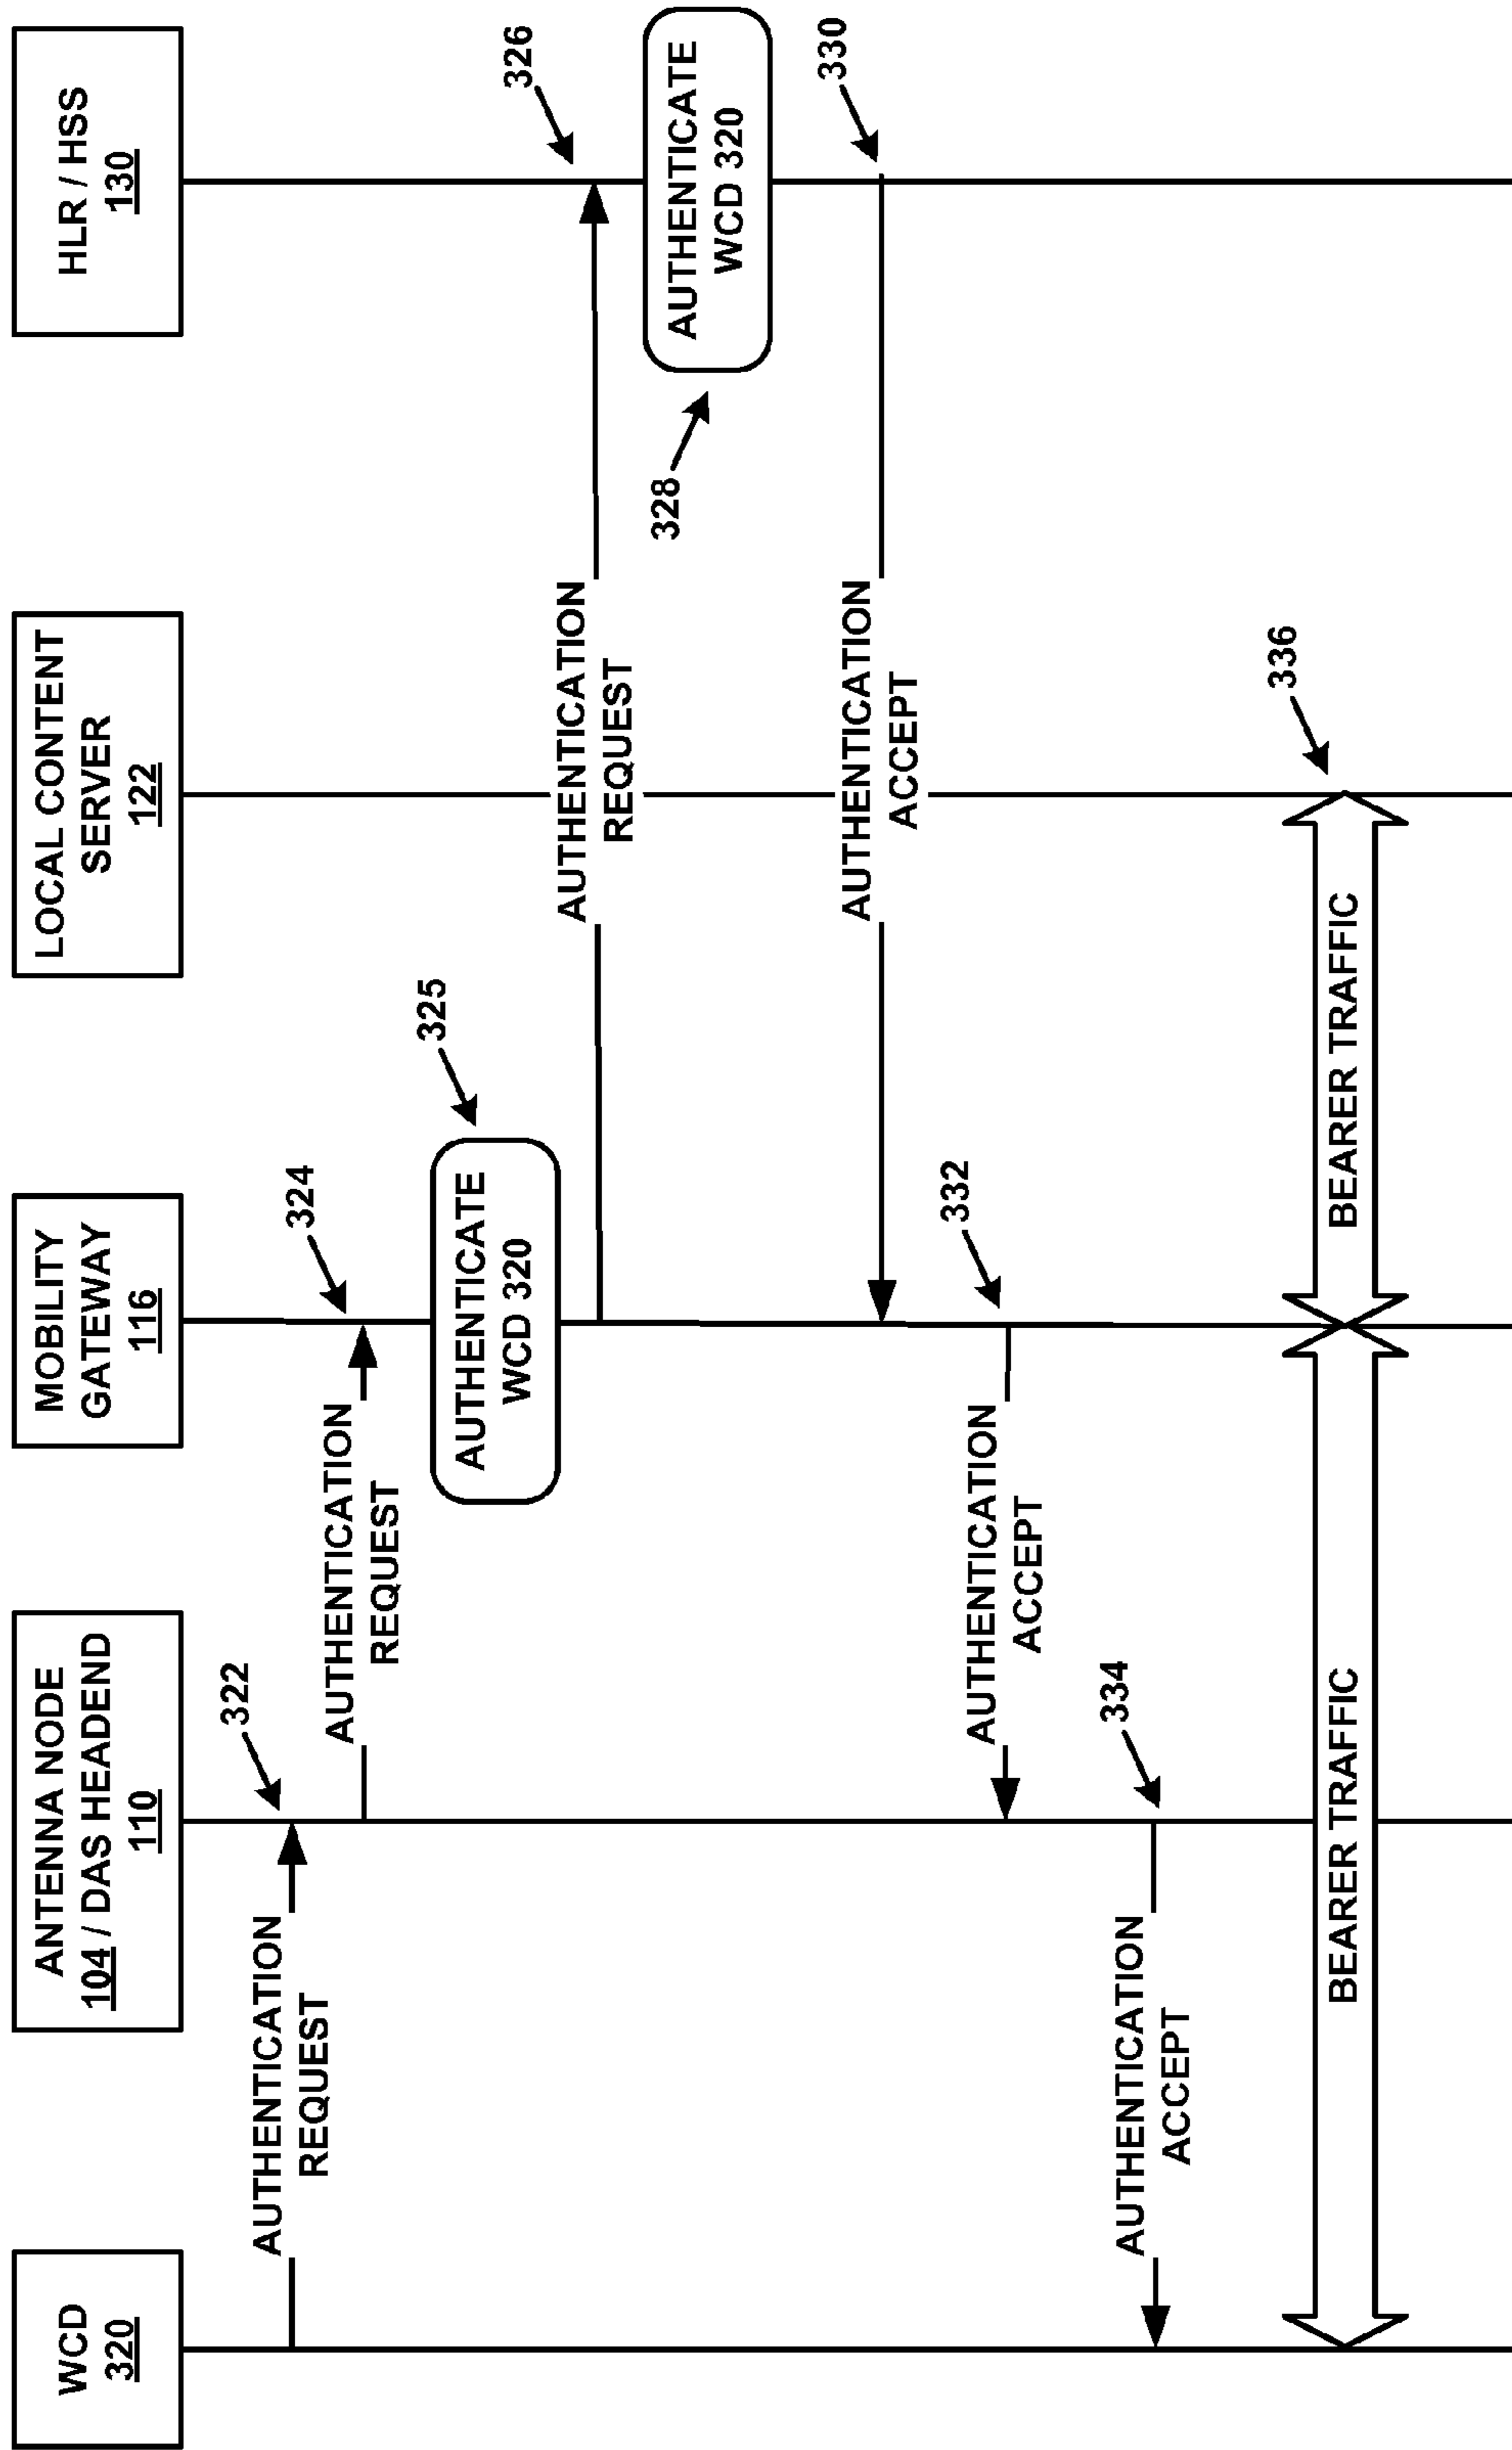 WCD
320
ANTENNA NODE
104 / DAS HEADEND
110
MOBILITY
GATEWAY
116
LOCAL CONTENT
SERVER
122
HLR / HSS
130
322
AUTHENTICATION
REQUEST
324
AUTHENTICATION
REQUEST
325
AUTHENTICATE
WCD 320
326
AUTHENTICATION
REQUEST
328
AUTHENTICATE
WCD 320
330
AUTHENTICATION
ACCEPT
332
AUTHENTICATION
ACCEPT
334
AUTHENTICATION
ACCEPT
336
BEARER TRAFFIC
BEARER TRAFFIC